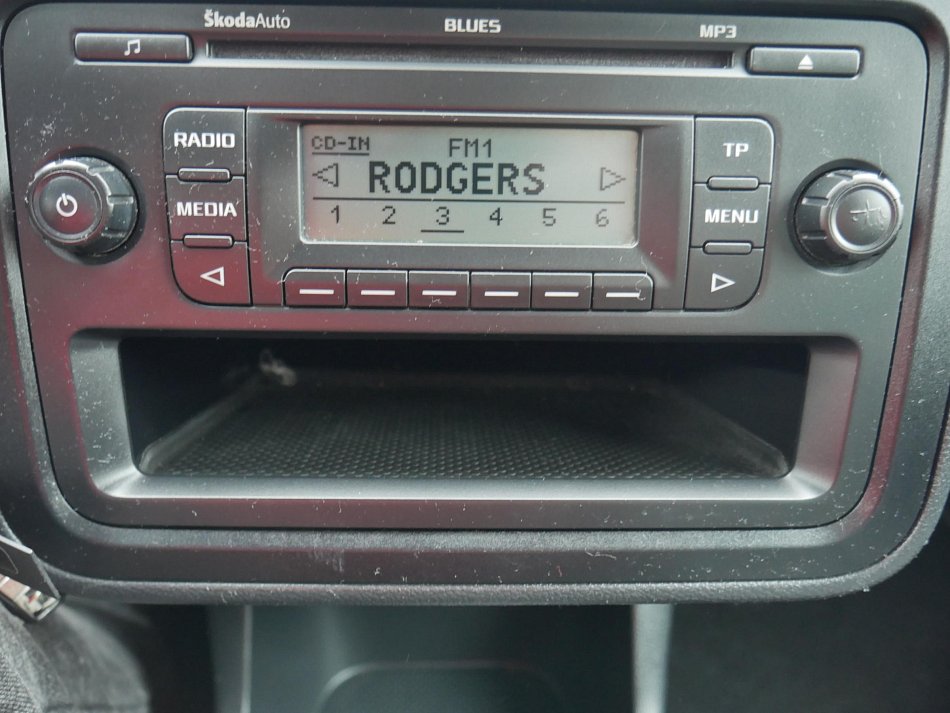 ŠkodaAuto BLUES MP3
RADIO
MEDIA
CD-IN FM1
RODGERS
1 2 3 4 5 6
TP
MENU